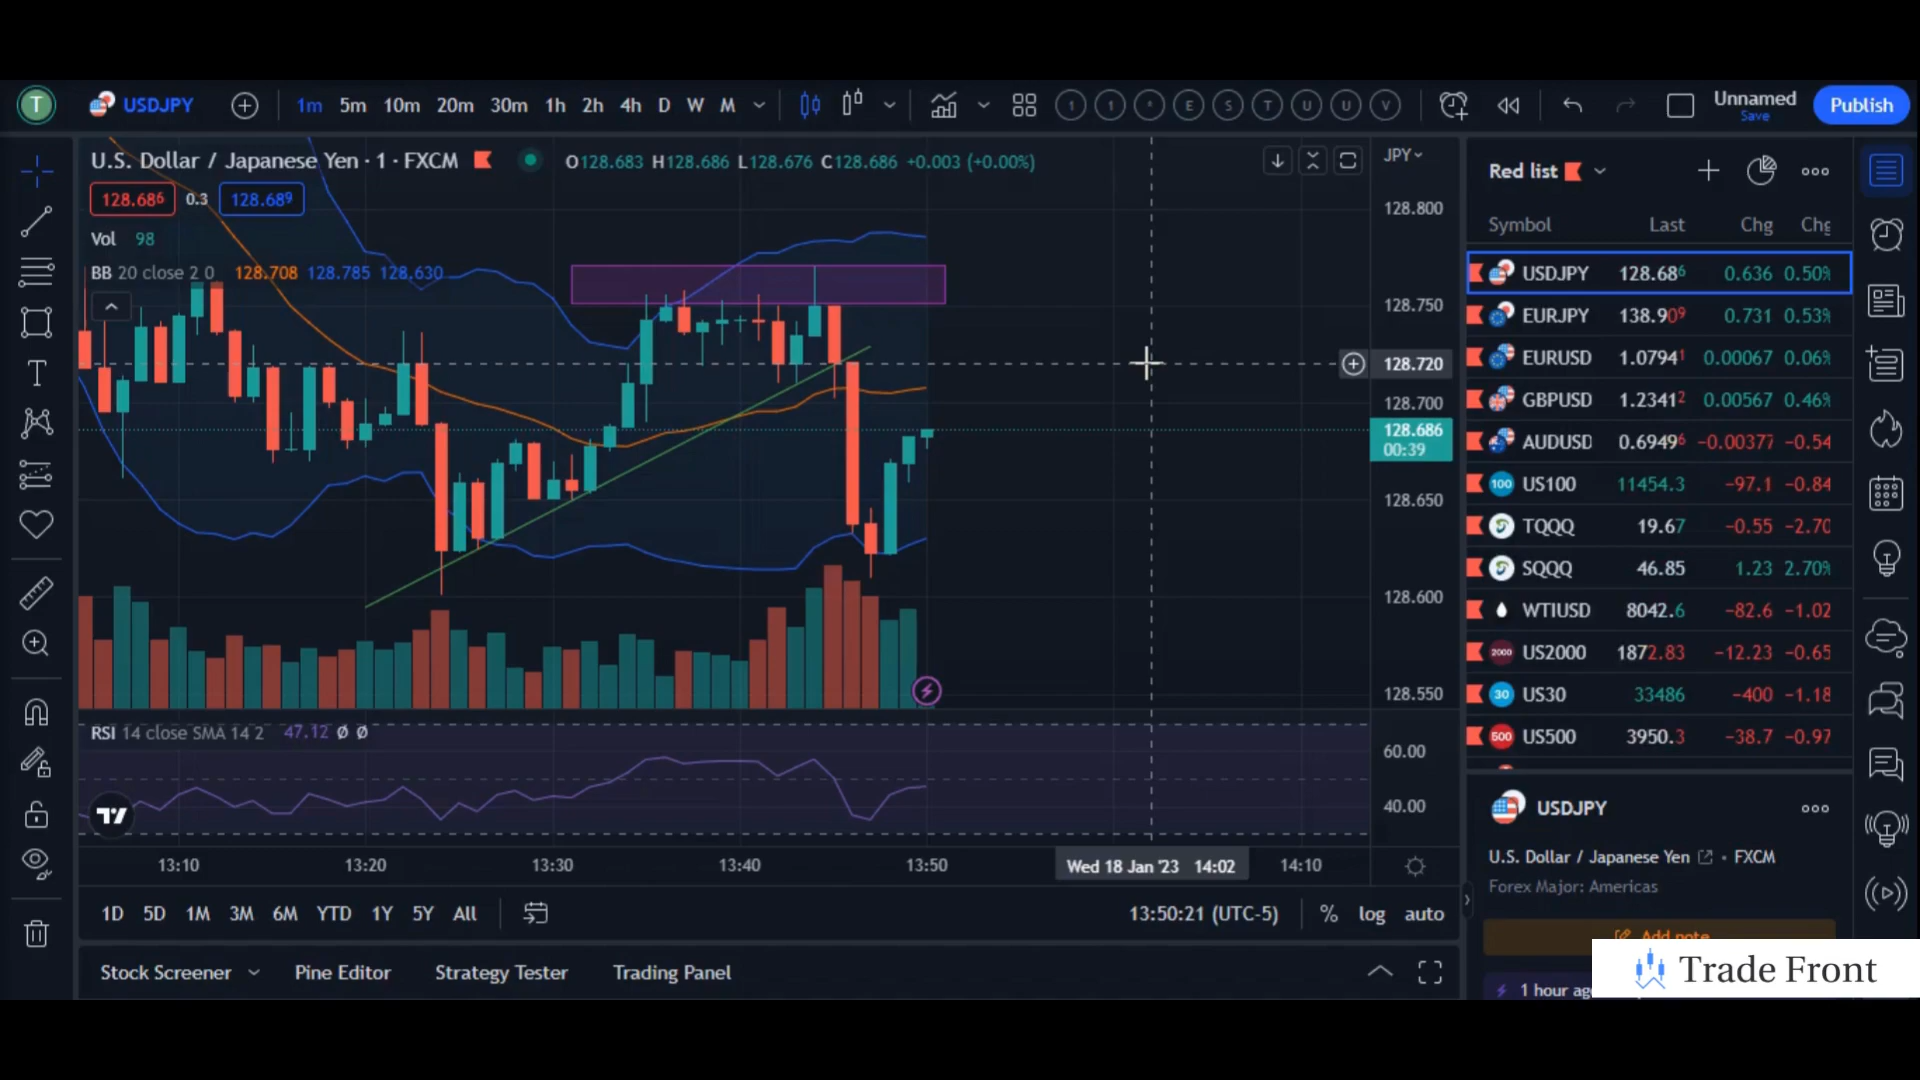 T USDJPY 1m 5m 10m 20m 30m 1h 2h 4h D W M 1 1 * E S T U U V Unnamed Save Publish
U.S. Dollar / Japanese Yen · 1 · FXCM O128.683 H128.686 L128.676 C128.686 +0.003 (+0.00%) JPY
128.686 0.3 128.689
Vol 98
BB 20 close 2 0 128.708 128.785 128.630
128.800
128.750
128.720
128.700
128.686
00:39
128.650
128.600
128.550
RSI 14 close SMA 14 2 47.12 Ø Ø
60.00
40.00
13:10 13:20 13:30 13:40 13:50 Wed 18 Jan '23 14:02 14:10
1D 5D 1M 3M 6M YTD 1Y 5Y All 13:50:21 (UTC-5) % log auto
Stock Screener Pine Editor Strategy Tester Trading Panel
Red list
Symbol Last Chg Chg
USDJPY 128.686 0.636 0.50%
EURJPY 138.909 0.731 0.53%
EURUSD 1.07941 0.00067 0.06%
GBPUSD 1.23412 0.00567 0.46%
AUDUSD 0.69496 −0.00377 −0.54
100 US100 11454.3 −97.1 −0.84
TQQQ 19.67 −0.55 −2.70
SQQQ 46.85 1.23 2.70%
WTIUSD 8042.6 −82.6 −1.02
2000 US2000 1872.83 −12.23 −0.65
30 US30 33486 −400 −1.18
500 US500 3950.3 −38.7 −0.97
USDJPY
U.S. Dollar / Japanese Yen • FXCM
Forex Major: Americas
Add note
1 hour ago
Trade Front